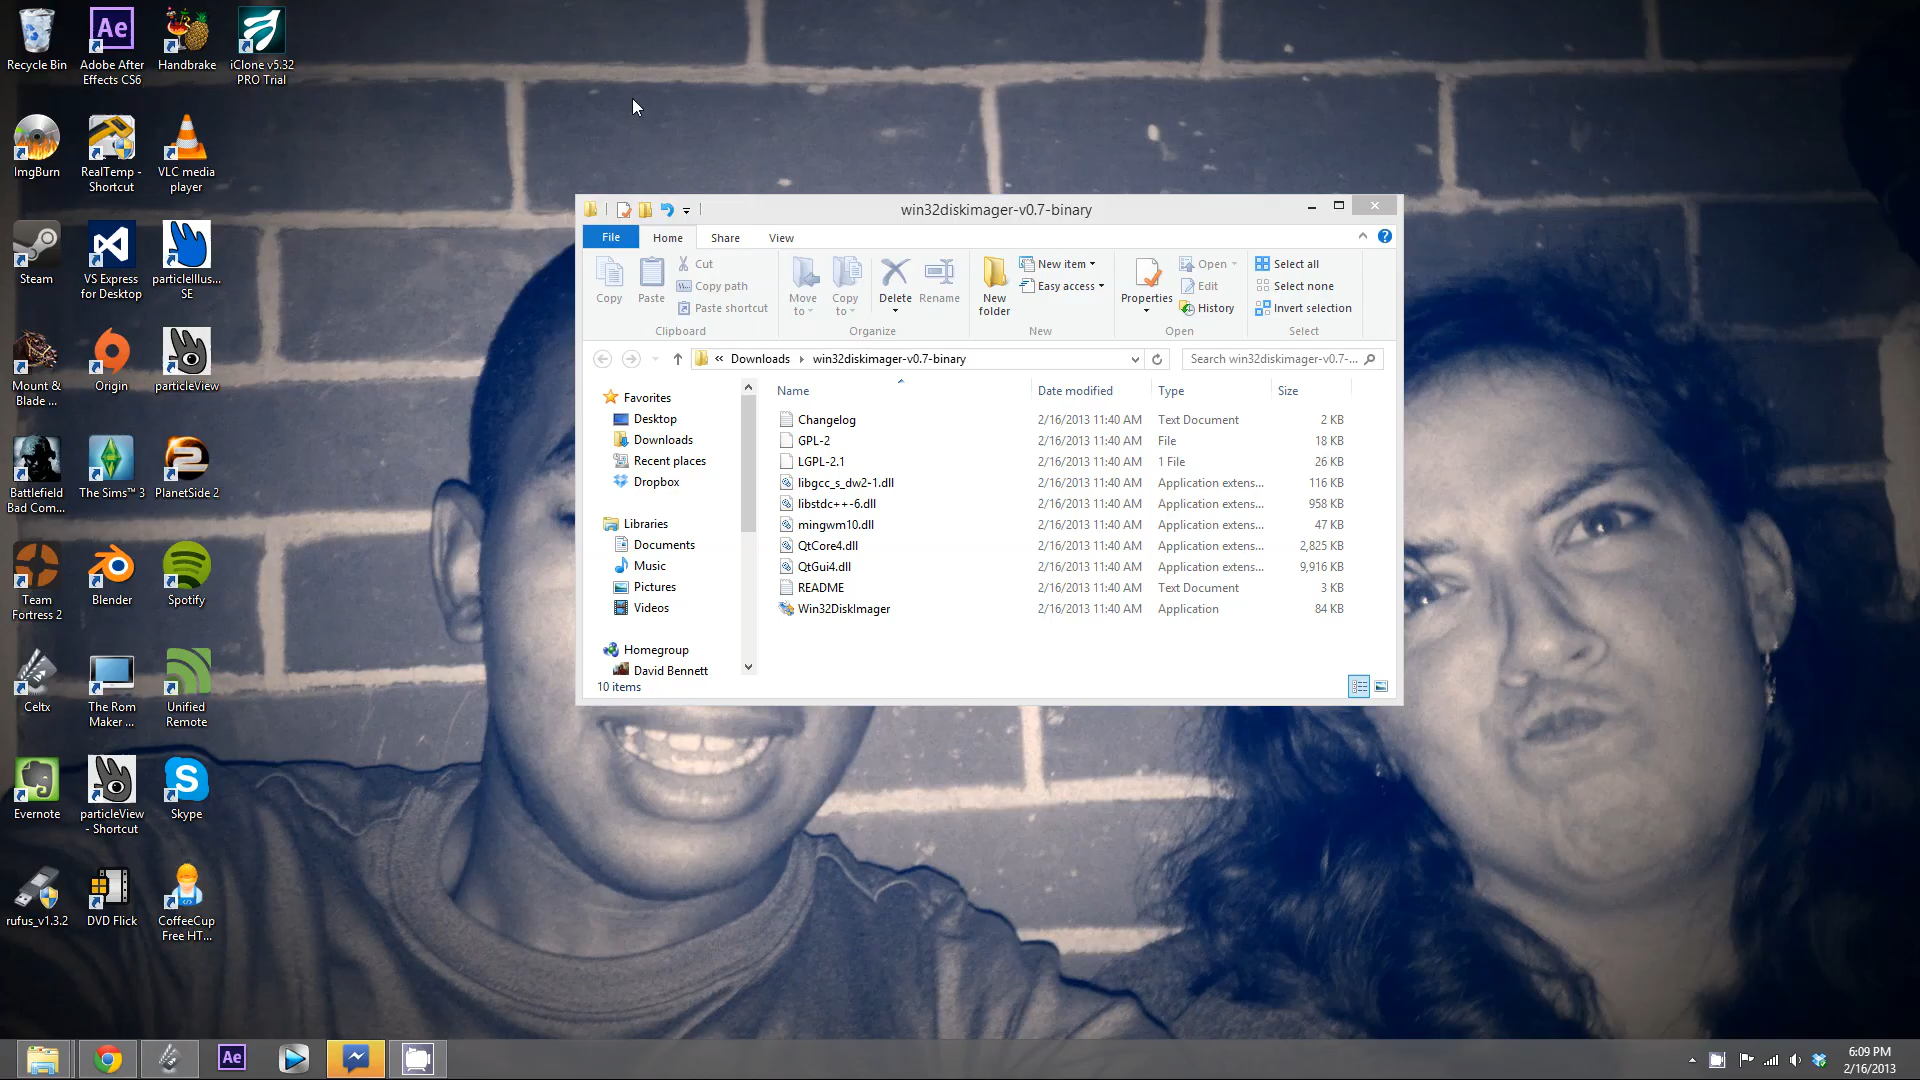 Recycle Bin
Adobe After
Effects CS6
Handbrake
iClone v5.32
PRO Trial
ImgBurn
RealTemp -
Shortcut
VLC media
player
Steam
VS Express
for Desktop
particleIllus...
SE
Mount &
Blade ...
Origin
particleView
Battlefield
Bad Com...
The Sims™ 3
PlanetSide 2
Team
Fortress 2
Blender
Spotify
Celtx
The Rom
Maker ...
Unified
Remote
Evernote
particleView
- Shortcut
Skype
rufus_v1.3.2
DVD Flick
CoffeeCup
Free HT...
win32diskimager-v0.7-binary
File Home Share View
Copy
Paste
Cut
Copy path
Paste shortcut
Clipboard
Move
to
Copy
to
Delete
Rename
Organize
New
folder
New item
Easy access
New
Properties
Open
Edit
History
Open
Select all
Select none
Invert selection
Select
« Downloads win32diskimager-v0.7-binary
Search win32diskimager-v0.7-...
Favorites
Desktop
Downloads
Recent places
Dropbox
Libraries
Documents
Music
Pictures
Videos
Homegroup
David Bennett
Name Date modified Type Size
Changelog 2/16/2013 11:40 AM Text Document 2 KB
GPL-2 2/16/2013 11:40 AM File 18 KB
LGPL-2.1 2/16/2013 11:40 AM 1 File 26 KB
libgcc_s_dw2-1.dll 2/16/2013 11:40 AM Application extens... 116 KB
libstdc++-6.dll 2/16/2013 11:40 AM Application extens... 958 KB
mingwm10.dll 2/16/2013 11:40 AM Application extens... 47 KB
QtCore4.dll 2/16/2013 11:40 AM Application extens... 2,825 KB
QtGui4.dll 2/16/2013 11:40 AM Application extens... 9,916 KB
README 2/16/2013 11:40 AM Text Document 3 KB
Win32DiskImager 2/16/2013 11:40 AM Application 84 KB
10 items
Ae
6:09 PM
2/16/2013